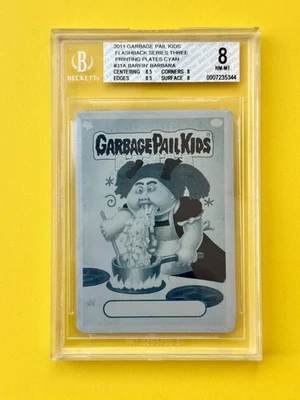 2011 GARBAGE PAIL KIDS
FLASHBACK SERIES THREE
PRINTING PLATES CYAN
#31A BARFIN' BARBARA
CENTERING 8.5 CORNERS 8
EDGES 8.5 SURFACE 8
8
NM-MT
0007235344
BECKETT
GARBAGE PAIL KIDS